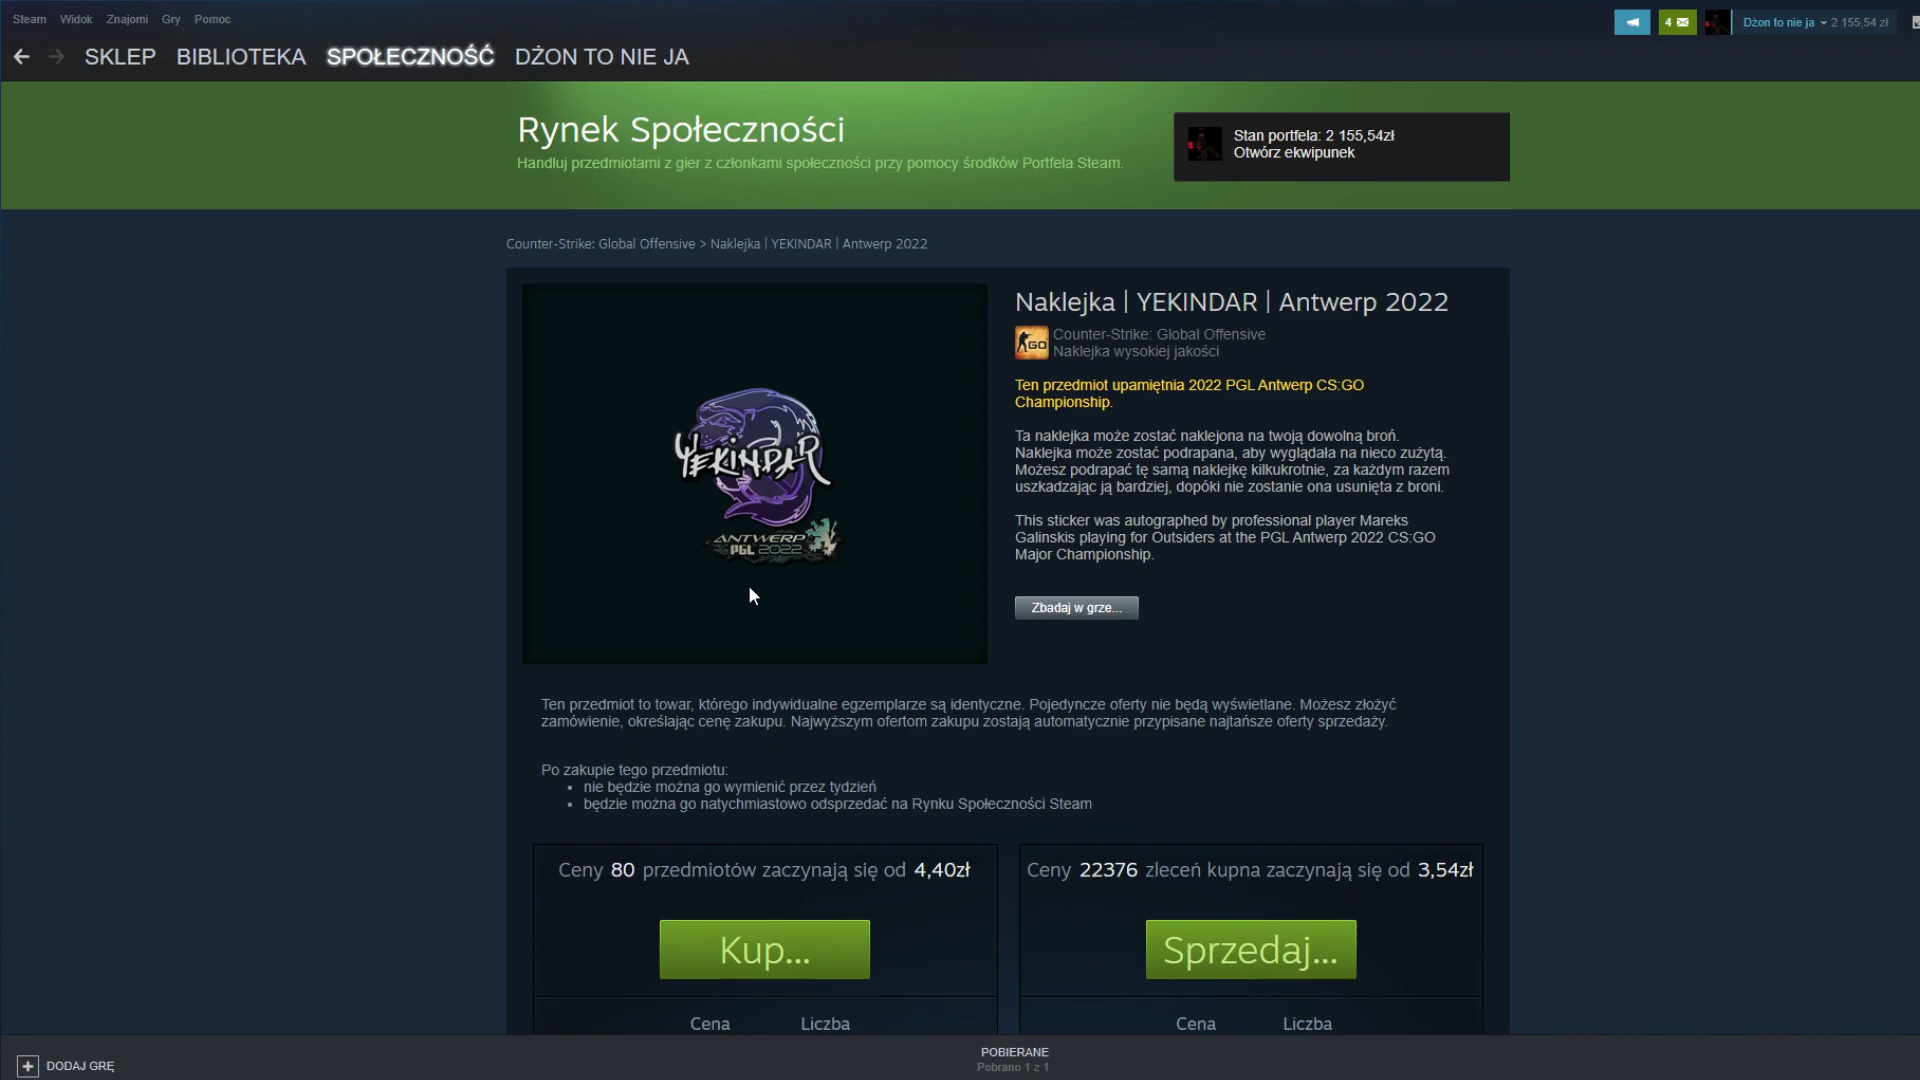 Steam Widok Znajomi Gry Pomoc
4 Dżon to nie ja 2 155,54 zł
SKLEP BIBLIOTEKA SPOŁECZNOŚĆ DŻON TO NIE JA
Rynek Społeczności
Handluj przedmiotami z gier z członkami społeczności przy pomocy środków Portfela Steam.
Stan portfela: 2 155,54zł
Otwórz ekwipunek
Counter-Strike: Global Offensive > Naklejka | YEKINDAR | Antwerp 2022
YEKINDAR
ANTWERP
PGL 2022
Naklejka | YEKINDAR | Antwerp 2022
GO
Counter-Strike: Global Offensive
Naklejka wysokiej jakości
Ten przedmiot upamiętnia 2022 PGL Antwerp CS:GO
Championship.
Ta naklejka może zostać naklejona na twoją dowolną broń.
Naklejka może zostać podrapana, aby wyglądała na nieco zużytą.
Możesz podrapać tę samą naklejkę kilkukrotnie, za każdym razem
uszkadzając ją bardziej, dopóki nie zostanie ona usunięta z broni.
This sticker was autographed by professional player Mareks
Galinskis playing for Outsiders at the PGL Antwerp 2022 CS:GO
Major Championship.
Zbadaj w grze...
Ten przedmiot to towar, którego indywidualne egzemplarze są identyczne. Pojedyncze oferty nie będą wyświetlane. Możesz złożyć
zamówienie, określając cenę zakupu. Najwyższym ofertom zakupu zostają automatycznie przypisane najtańsze oferty sprzedaży.
Po zakupie tego przedmiotu:
• nie będzie można go wymienić przez tydzień
• będzie można go natychmiastowo odsprzedać na Rynku Społeczności Steam
Ceny 80 przedmiotów zaczynają się od 4,40zł
Kup...
Cena Liczba
Ceny 22376 zleceń kupna zaczynają się od 3,54zł
Sprzedaj...
Cena Liczba
DODAJ GRĘ
POBIERANE
Pobrano 1 z 1